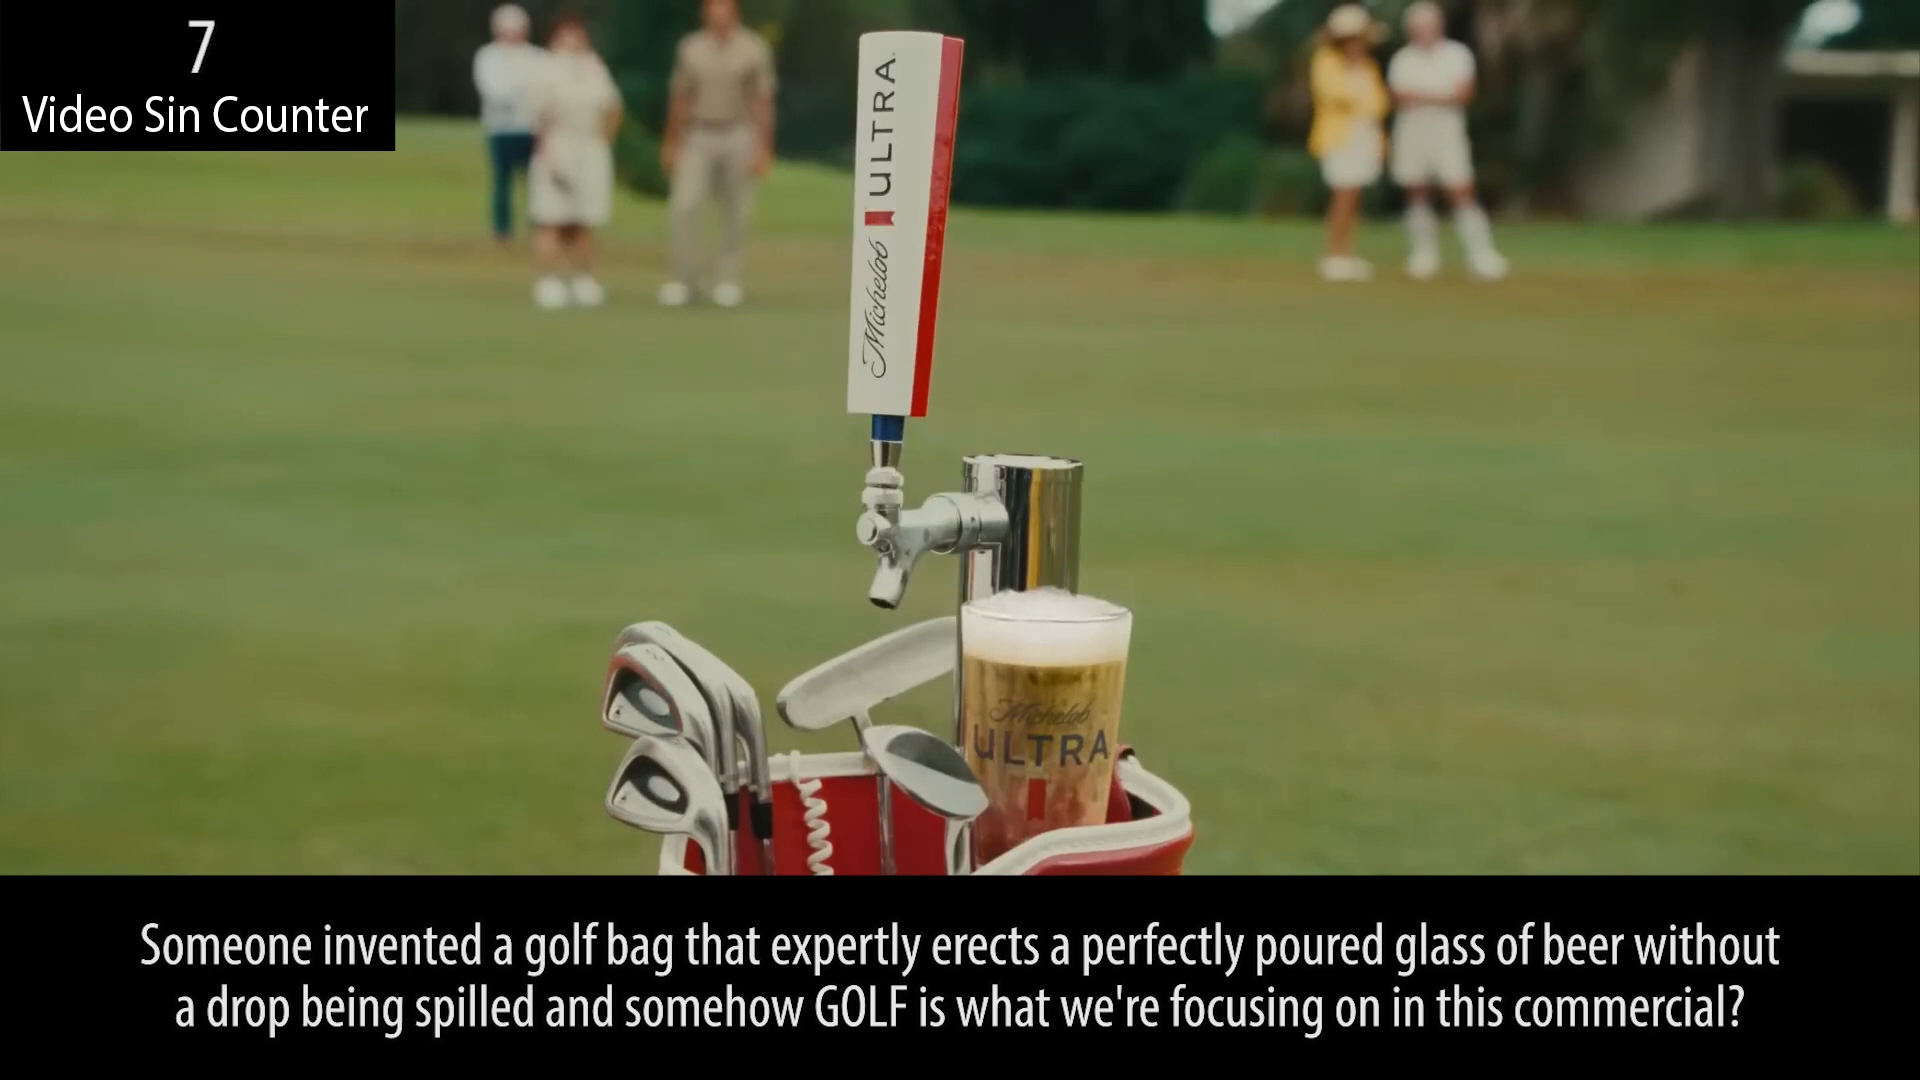 7
Video Sin Counter
Michelob ULTRA
Michelob
ULTRA
Someone invented a golf bag that expertly erects a perfectly poured glass of beer without
a drop being spilled and somehow GOLF is what we're focusing on in this commercial?